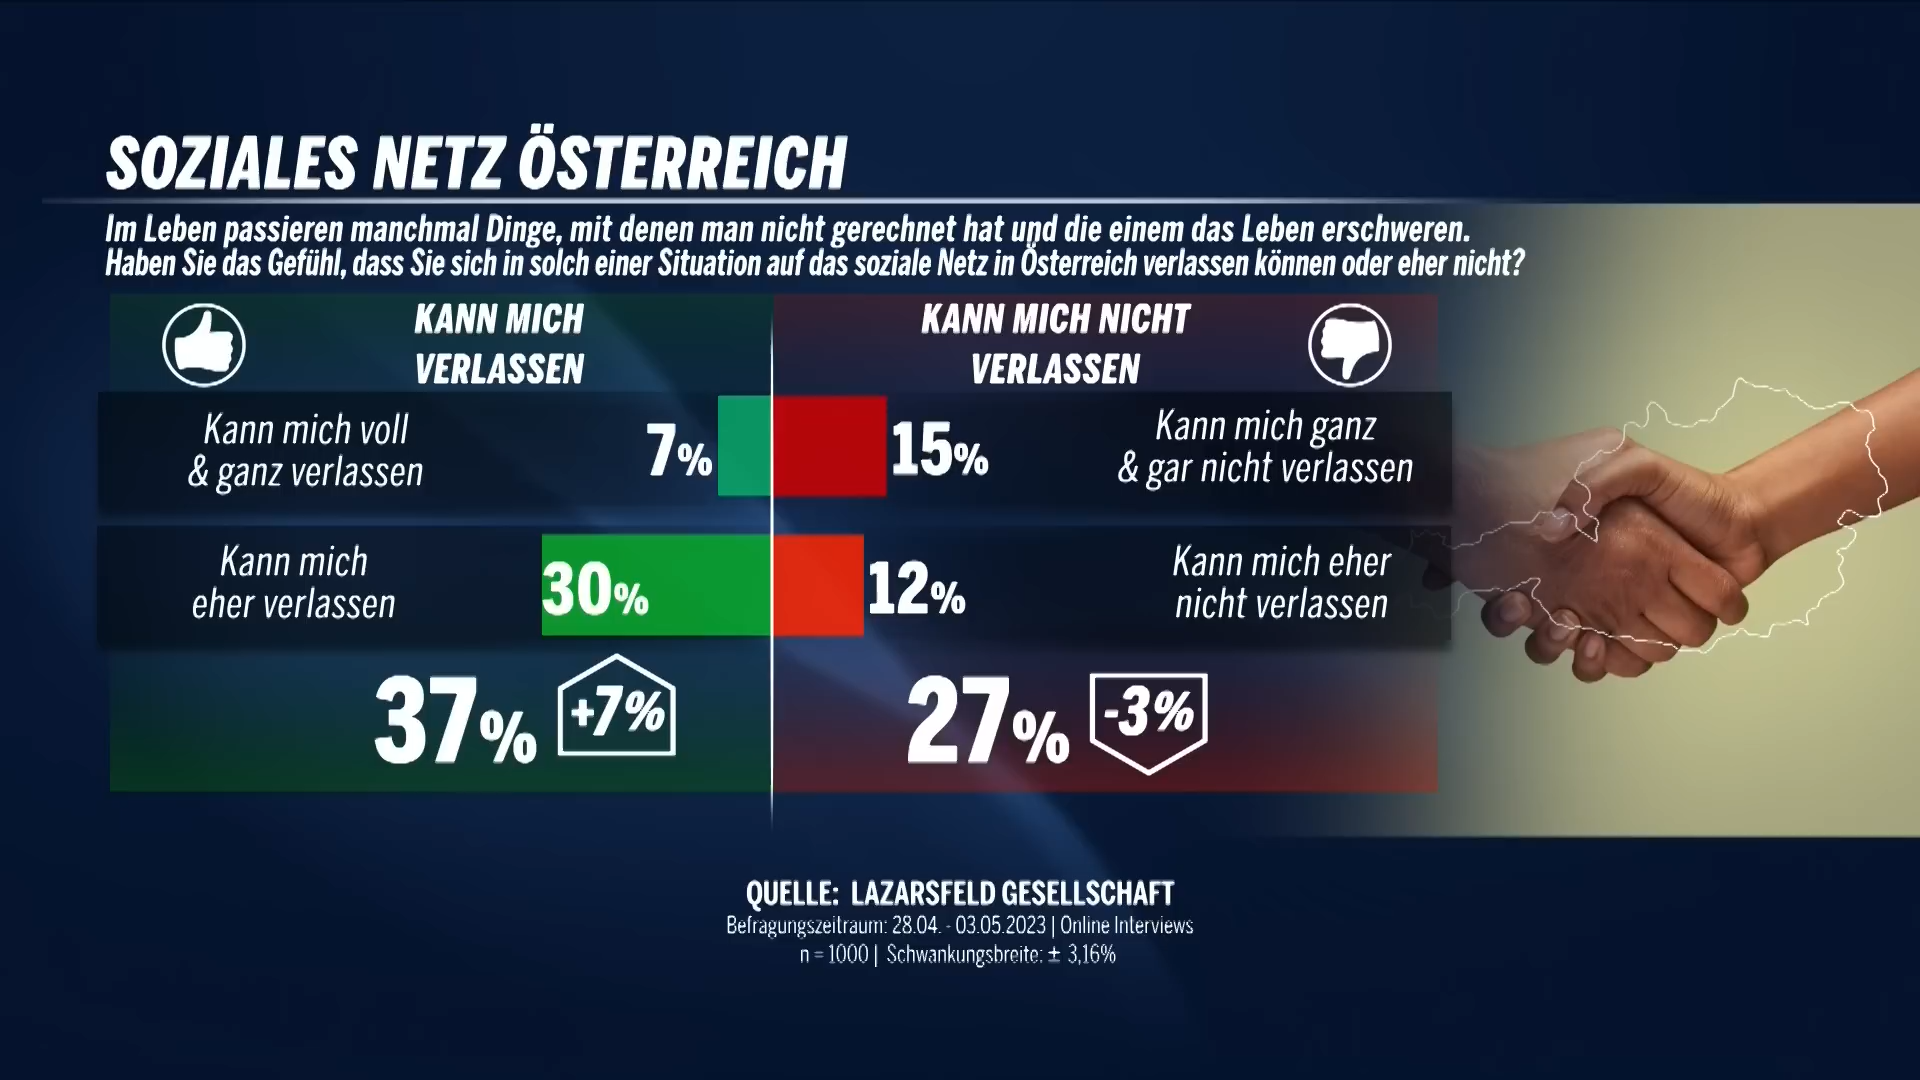 SOZIALES NETZ ÖSTERREICH
Im Leben passieren manchmal Dinge, mit denen man nicht gerechnet hat und die einem das Leben erschweren.
Haben Sie das Gefühl, dass Sie sich in solch einer Situation auf das soziale Netz in Österreich verlassen können oder eher nicht?
KANN MICH
VERLASSEN
KANN MICH NICHT
VERLASSEN
Kann mich voll
& ganz verlassen
7%
15%
Kann mich ganz
& gar nicht verlassen
Kann mich
eher verlassen
30%
12%
Kann mich eher
nicht verlassen
37% +7%
27% -3%
QUELLE: LAZARSFELD GESELLSCHAFT
Befragungszeitraum: 28.04. - 03.05.2023 | Online Interviews
n = 1000 | Schwankungsbreite: ± 3,16%